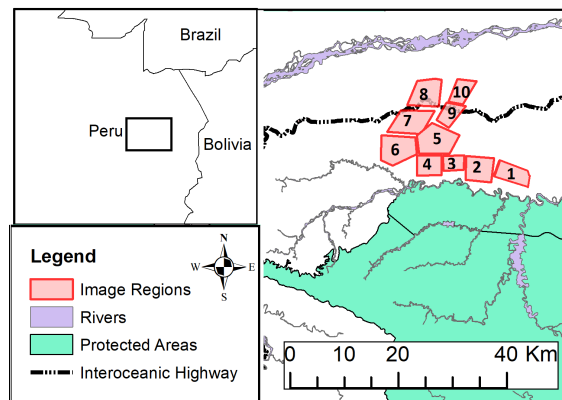 Brazil
Peru
Bolivia
Legend
N
W E
S
Image Regions
Rivers
Protected Areas
Interoceanic Highway
8 10
9
7
5
6
4 3 2 1
0 10 20 40 Km